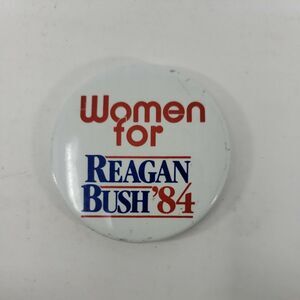 Women
for
REAGAN
BUSH '84